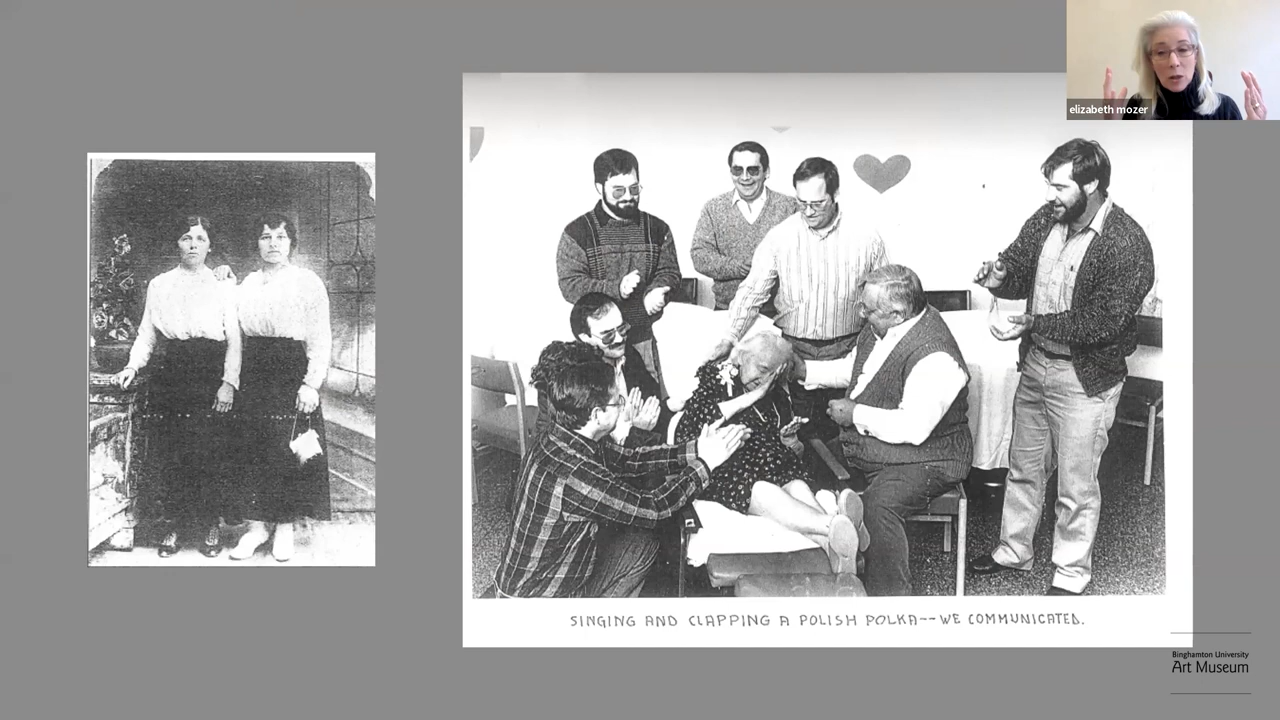 elizabeth mozer
SINGING AND CLAPPING A POLISH POLKA--WE COMMUNICATED.
Binghamton University
Art Museum